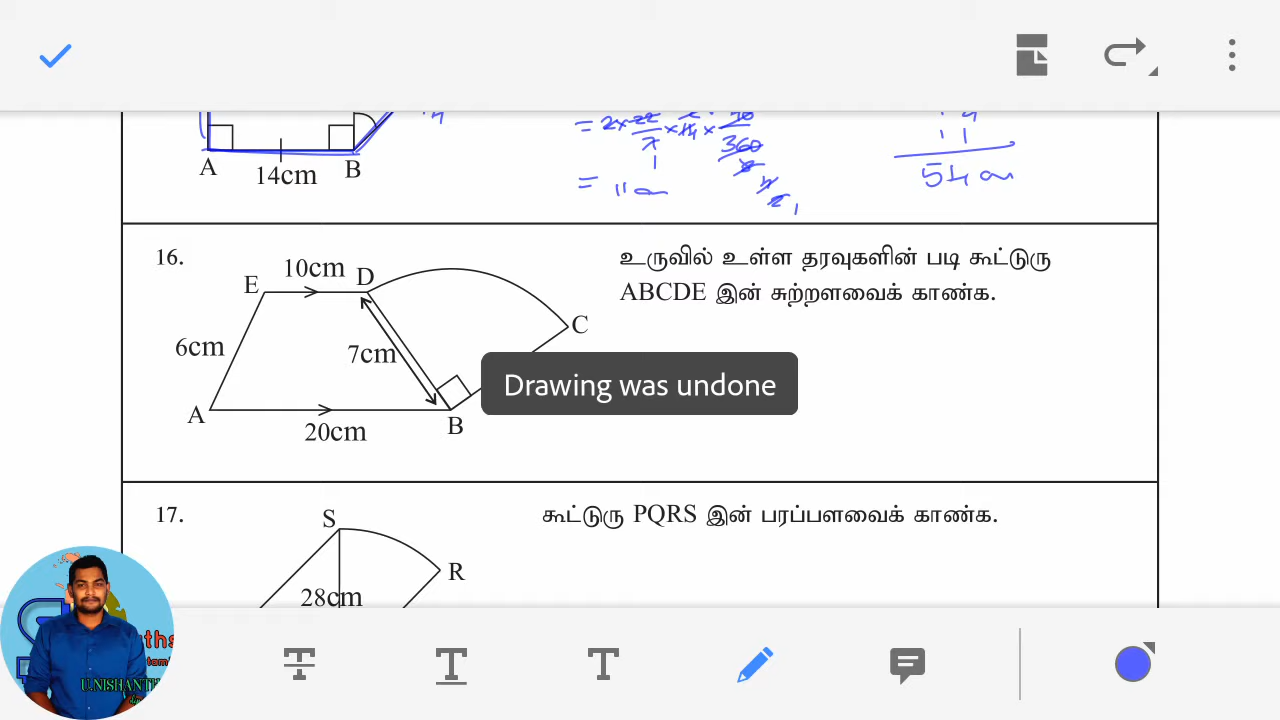 A
14cm
B
= 11 cm
54 cm
16.
10cm
E
D
6cm
7cm
C
A
20cm
B
உருவில் உள்ள தரவுகளின் படி கூட்டுரு
ABCDE இன் சுற்றளவைக் காண்க.
Drawing was undone
17.
S
R
28cm
கூட்டுரு PQRS இன் பரப்பளவைக் காண்க.
T
T
T
U.NISHANTH